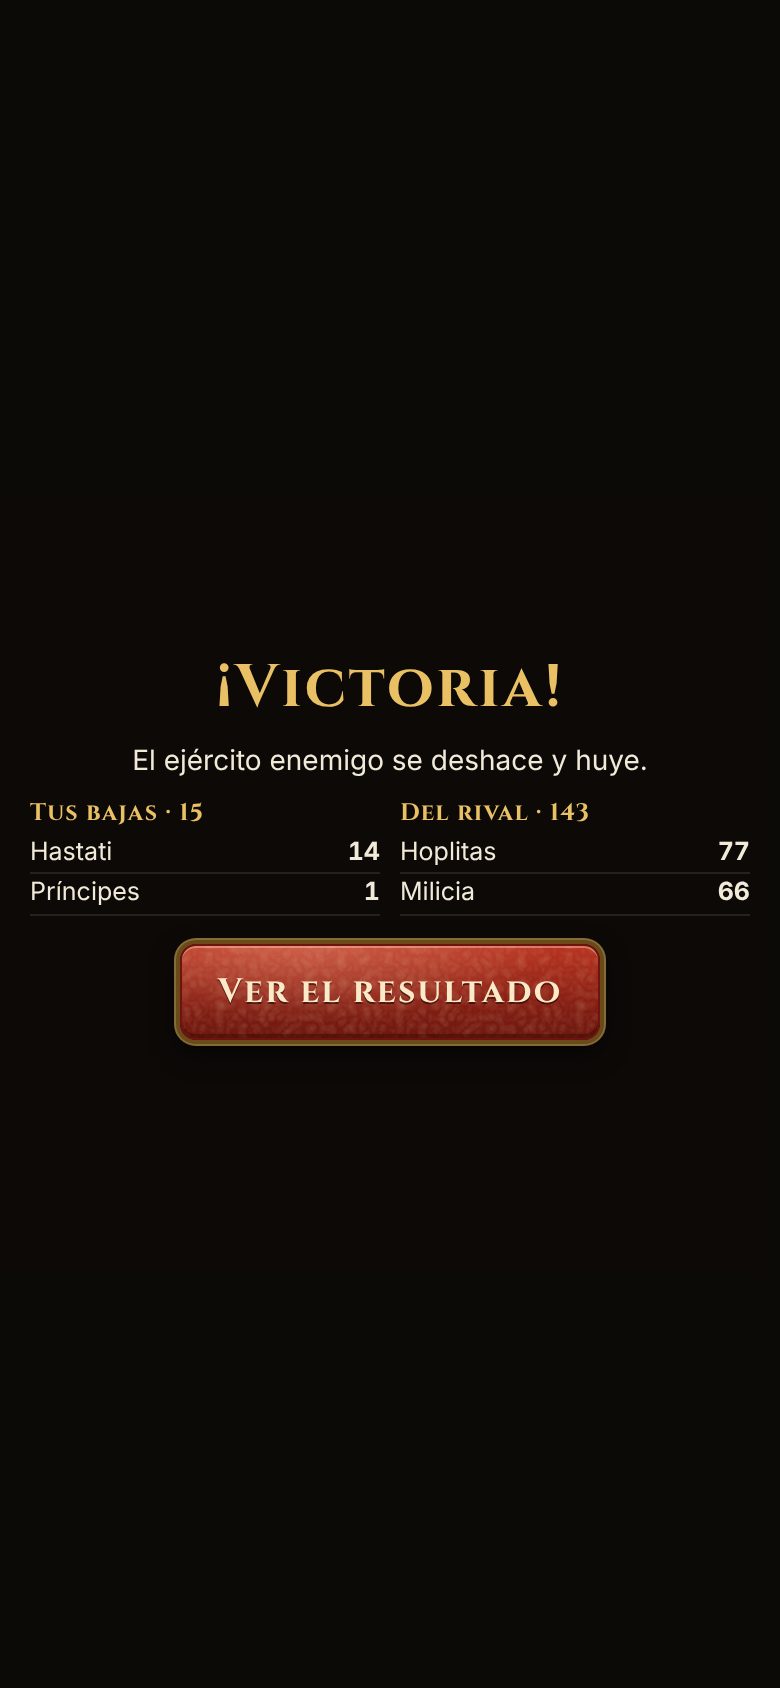 ¡Victoria!
El ejército enemigo se deshace y huye.
Tus bajas · 15
Hastati 14
Príncipes 1
Del rival · 143
Hoplitas 77
Milicia 66
Ver el resultado